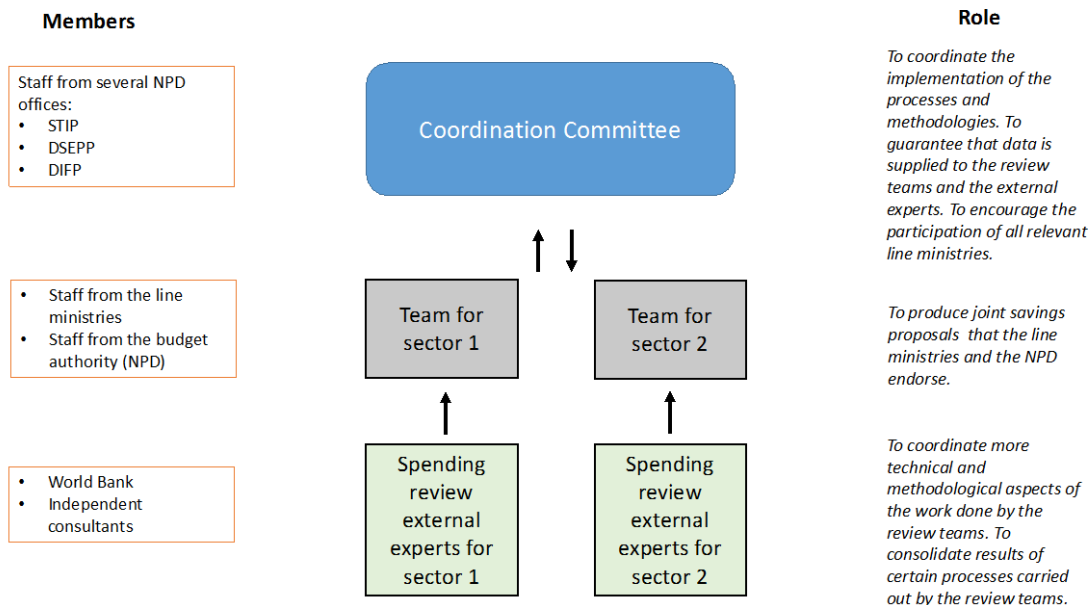 Members
Role
Staff from several NPD
offices:
• STIP
• DSEPP
• DIFP
Coordination Committee
To coordinate the
implementation of the
processes and
methodologies. To
guarantee that data is
supplied to the review
teams and the external
experts. To encourage the
participation of all relevant
line ministries.
• Staff from the line
ministries
• Staff from the budget
authority (NPD)
Team for
sector 1
Team for
sector 2
To produce joint savings
proposals that the line
ministries and the NPD
endorse.
• World Bank
• Independent
consultants
Spending
review
external
experts for
sector 1
Spending
review
external
experts for
sector 2
To coordinate more
technical and
methodological aspects of
the work done by the
review teams. To
consolidate results of
certain processes carried
out by the review teams.